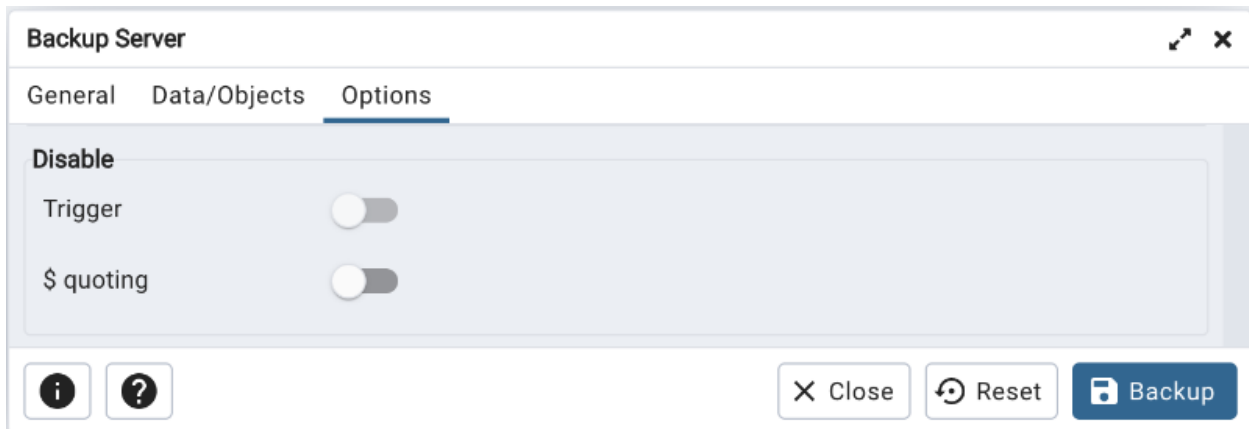 Backup Server
General Data/Objects Options
Disable
Trigger
$ quoting
Close Reset Backup